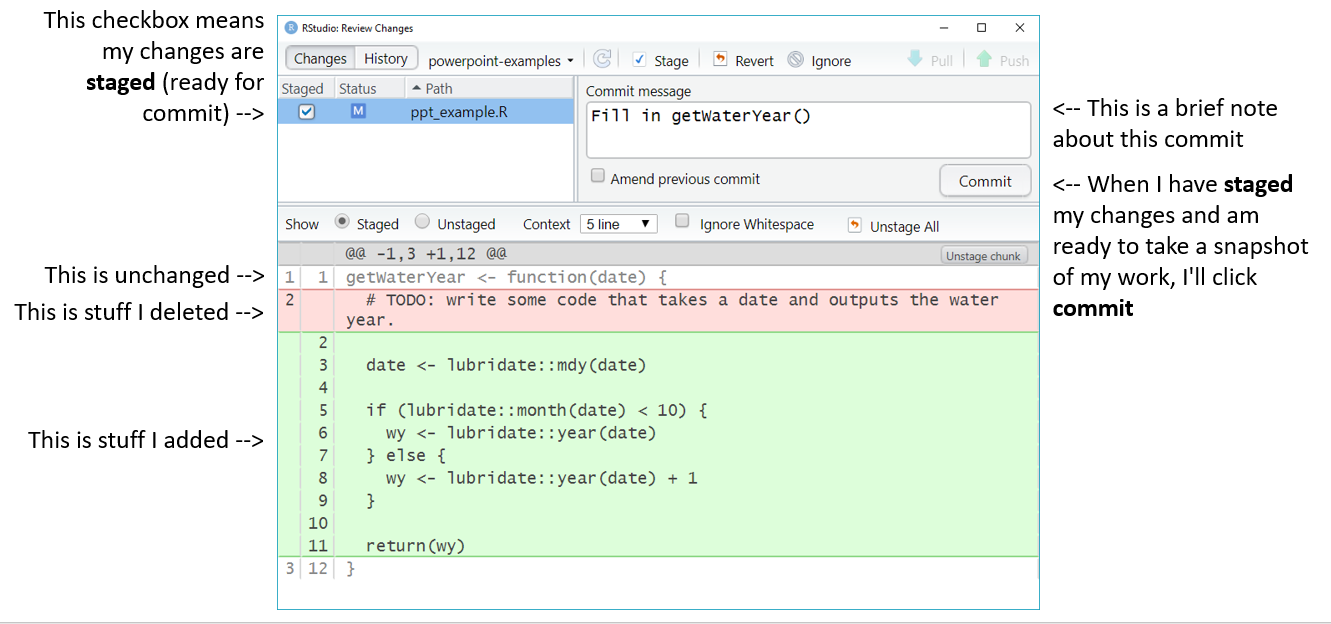 This checkbox means
my changes are
staged (ready for
commit) -->
This is unchanged -->
This is stuff I deleted -->
This is stuff I added -->
RStudio: Review Changes
Changes History powerpoint-examples Stage Revert Ignore Pull Push
Staged Status Path
M ppt_example.R
Commit message
Fill in getWaterYear()
Amend previous commit Commit
Show Staged Unstaged Context 5 line Ignore Whitespace Unstage All
@@ -1,3 +1,12 @@ Unstage chunk
1 1 getWaterYear <- function(date) {
2 # TODO: write some code that takes a date and outputs the water
year.
2
3 date <- lubridate::mdy(date)
4
5 if (lubridate::month(date) < 10) {
6 wy <- lubridate::year(date)
7 } else {
8 wy <- lubridate::year(date) + 1
9 }
10
11 return(wy)
3 12 }
<-- This is a brief note
about this commit
<-- When I have staged
my changes and am
ready to take a snapshot
of my work, I'll click
commit